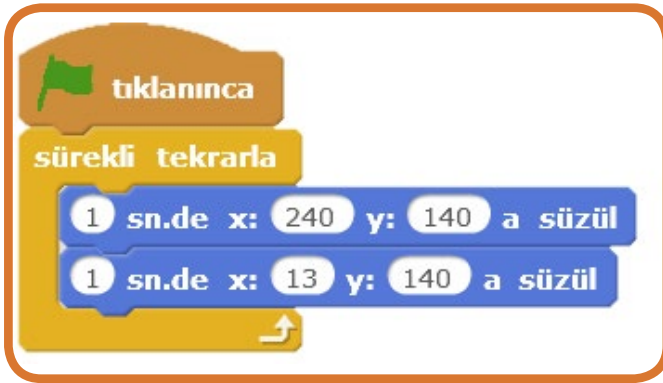 tıklanınca
sürekli tekrarla
1 sn.de x: 240 y: 140 a süzül
1 sn.de x: 13 y: 140 a süzül